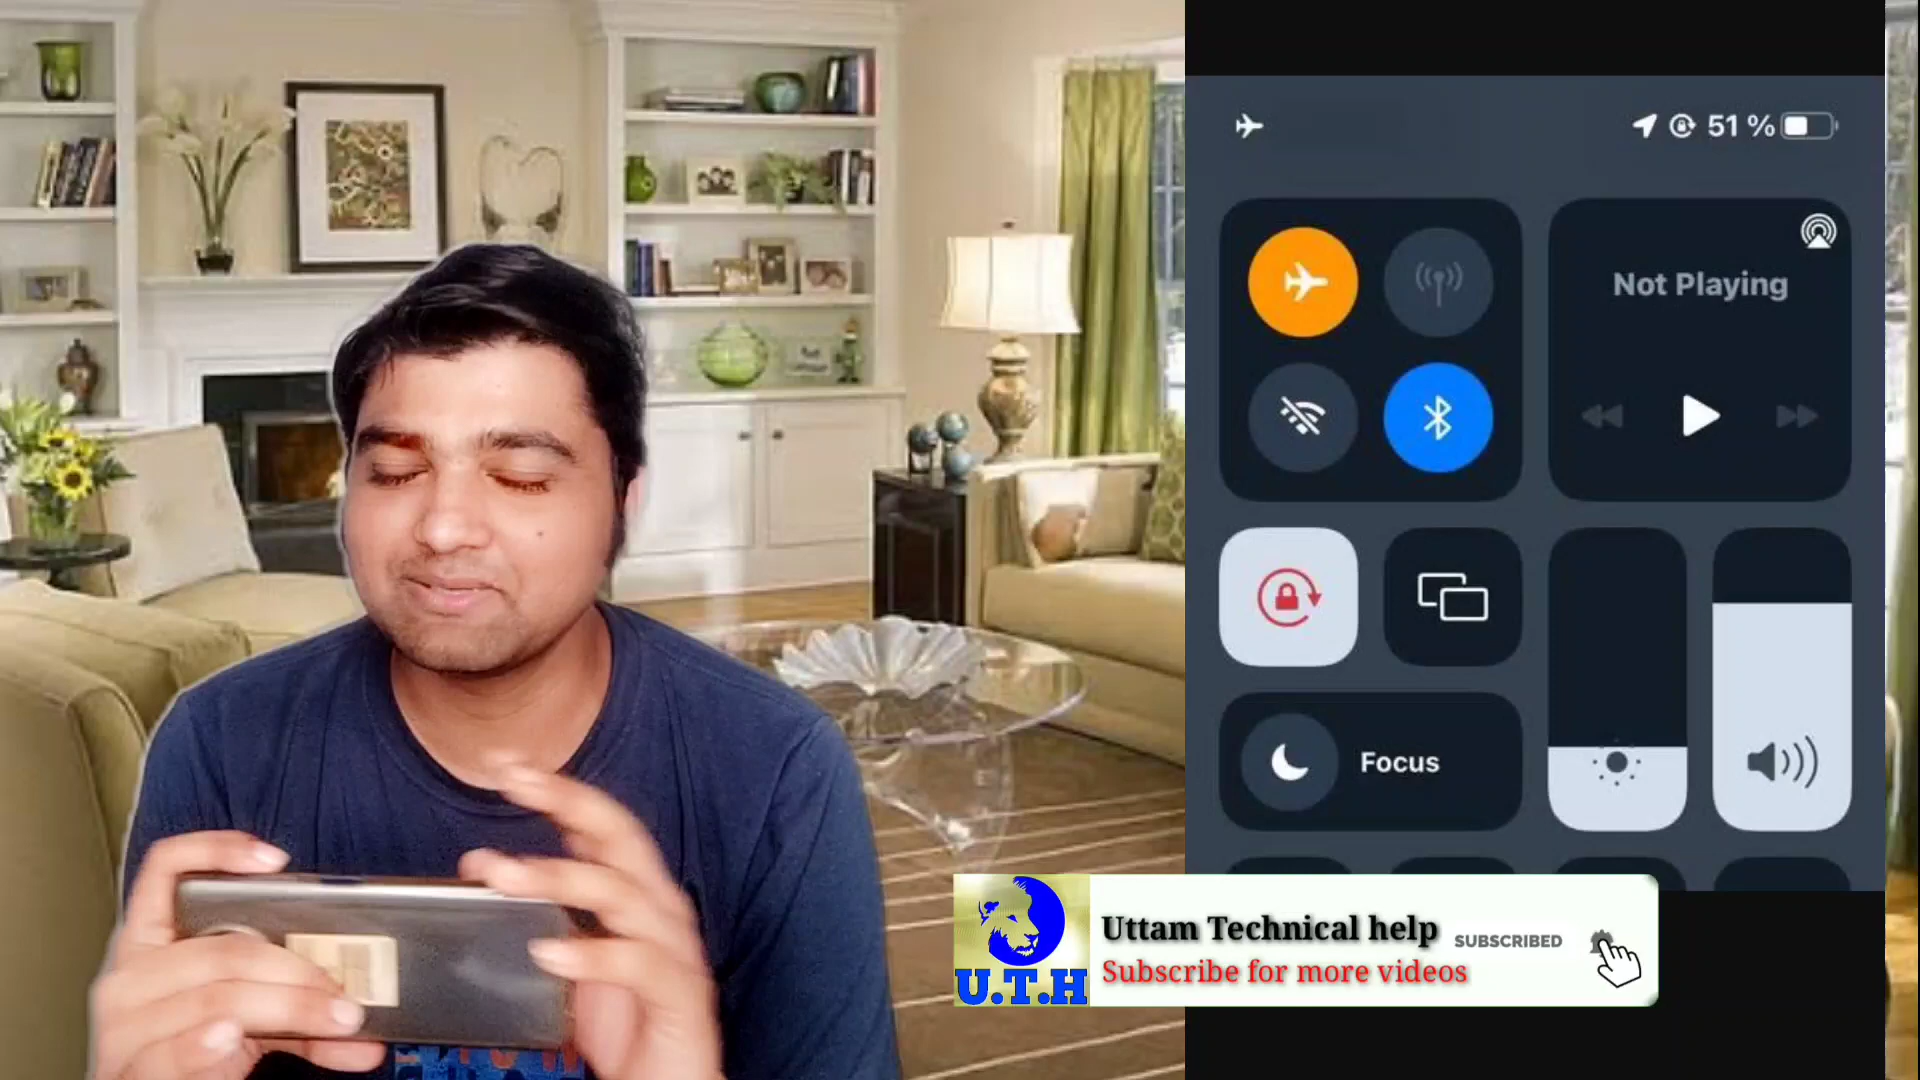 51 %
Not Playing
Focus
Uttam Technical help
SUBSCRIBED
Subscribe for more videos
U.T.H